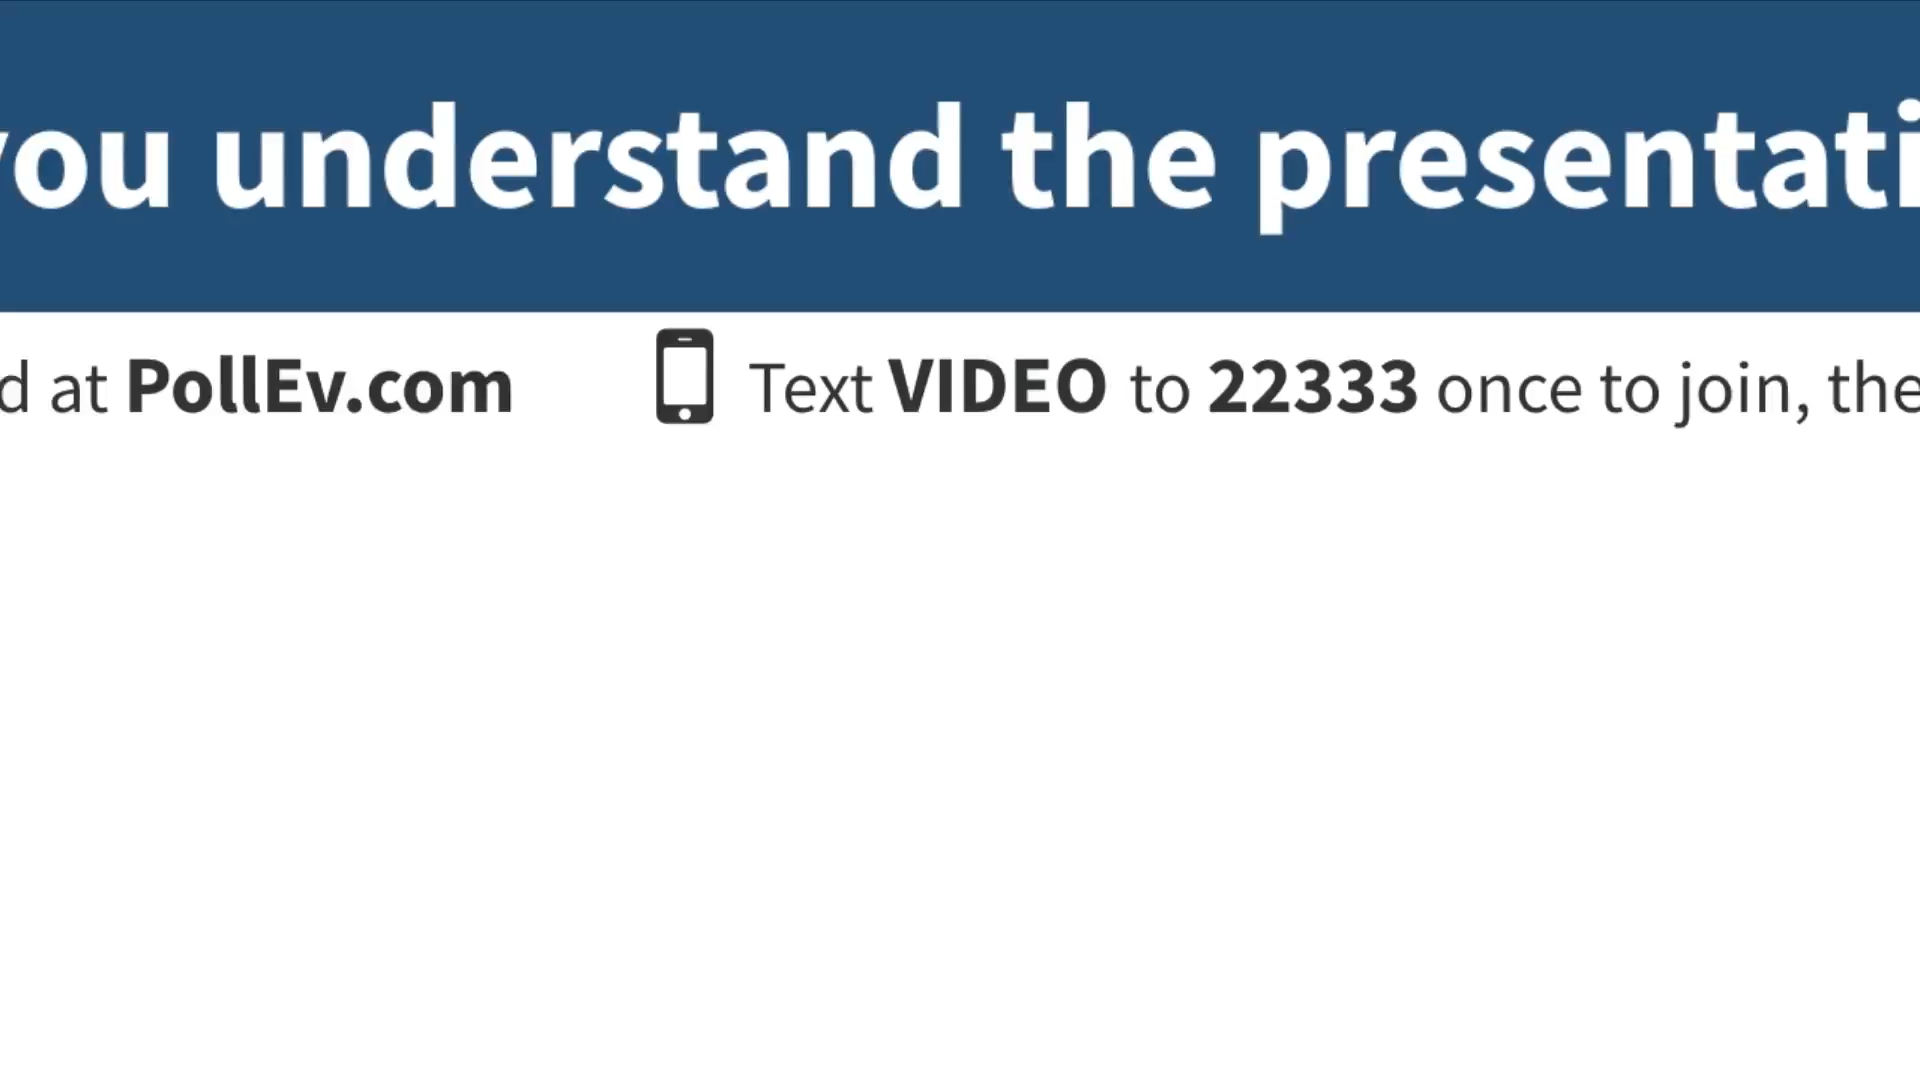 you understand the presentati
d at PollEv.com
Text VIDEO to 22333 once to join, the